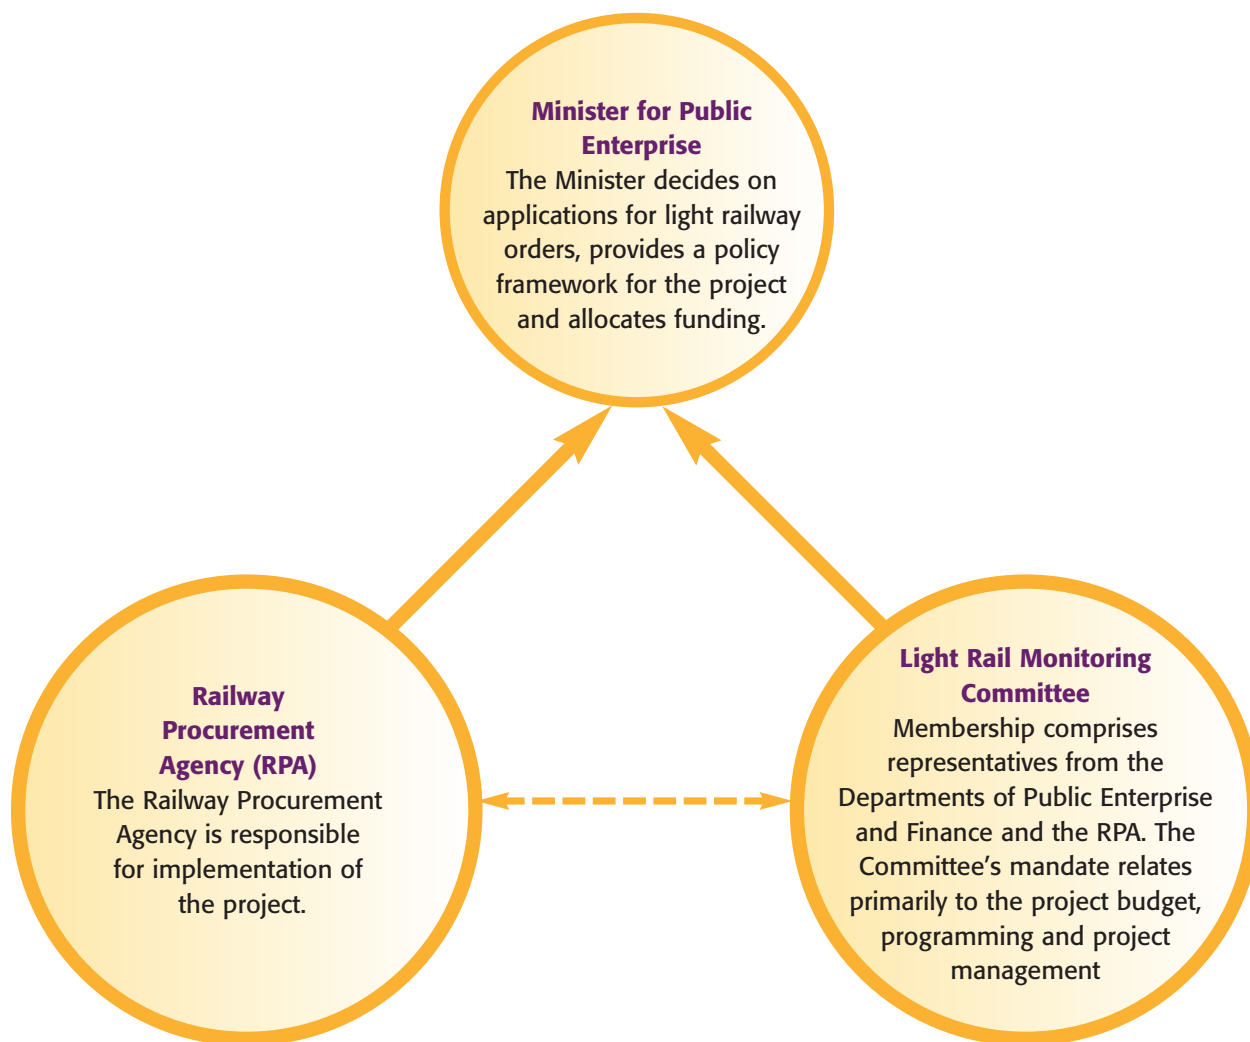 Minister for Public
Enterprise
The Minister decides on
applications for light railway
orders, provides a policy
framework for the project
and allocates funding.
Railway
Procurement
Agency (RPA)
The Railway Procurement
Agency is responsible
for implementation of
the project.
Light Rail Monitoring
Committee
Membership comprises
representatives from the
Departments of Public Enterprise
and Finance and the RPA. The
Committee’s mandate relates
primarily to the project budget,
programming and project
management